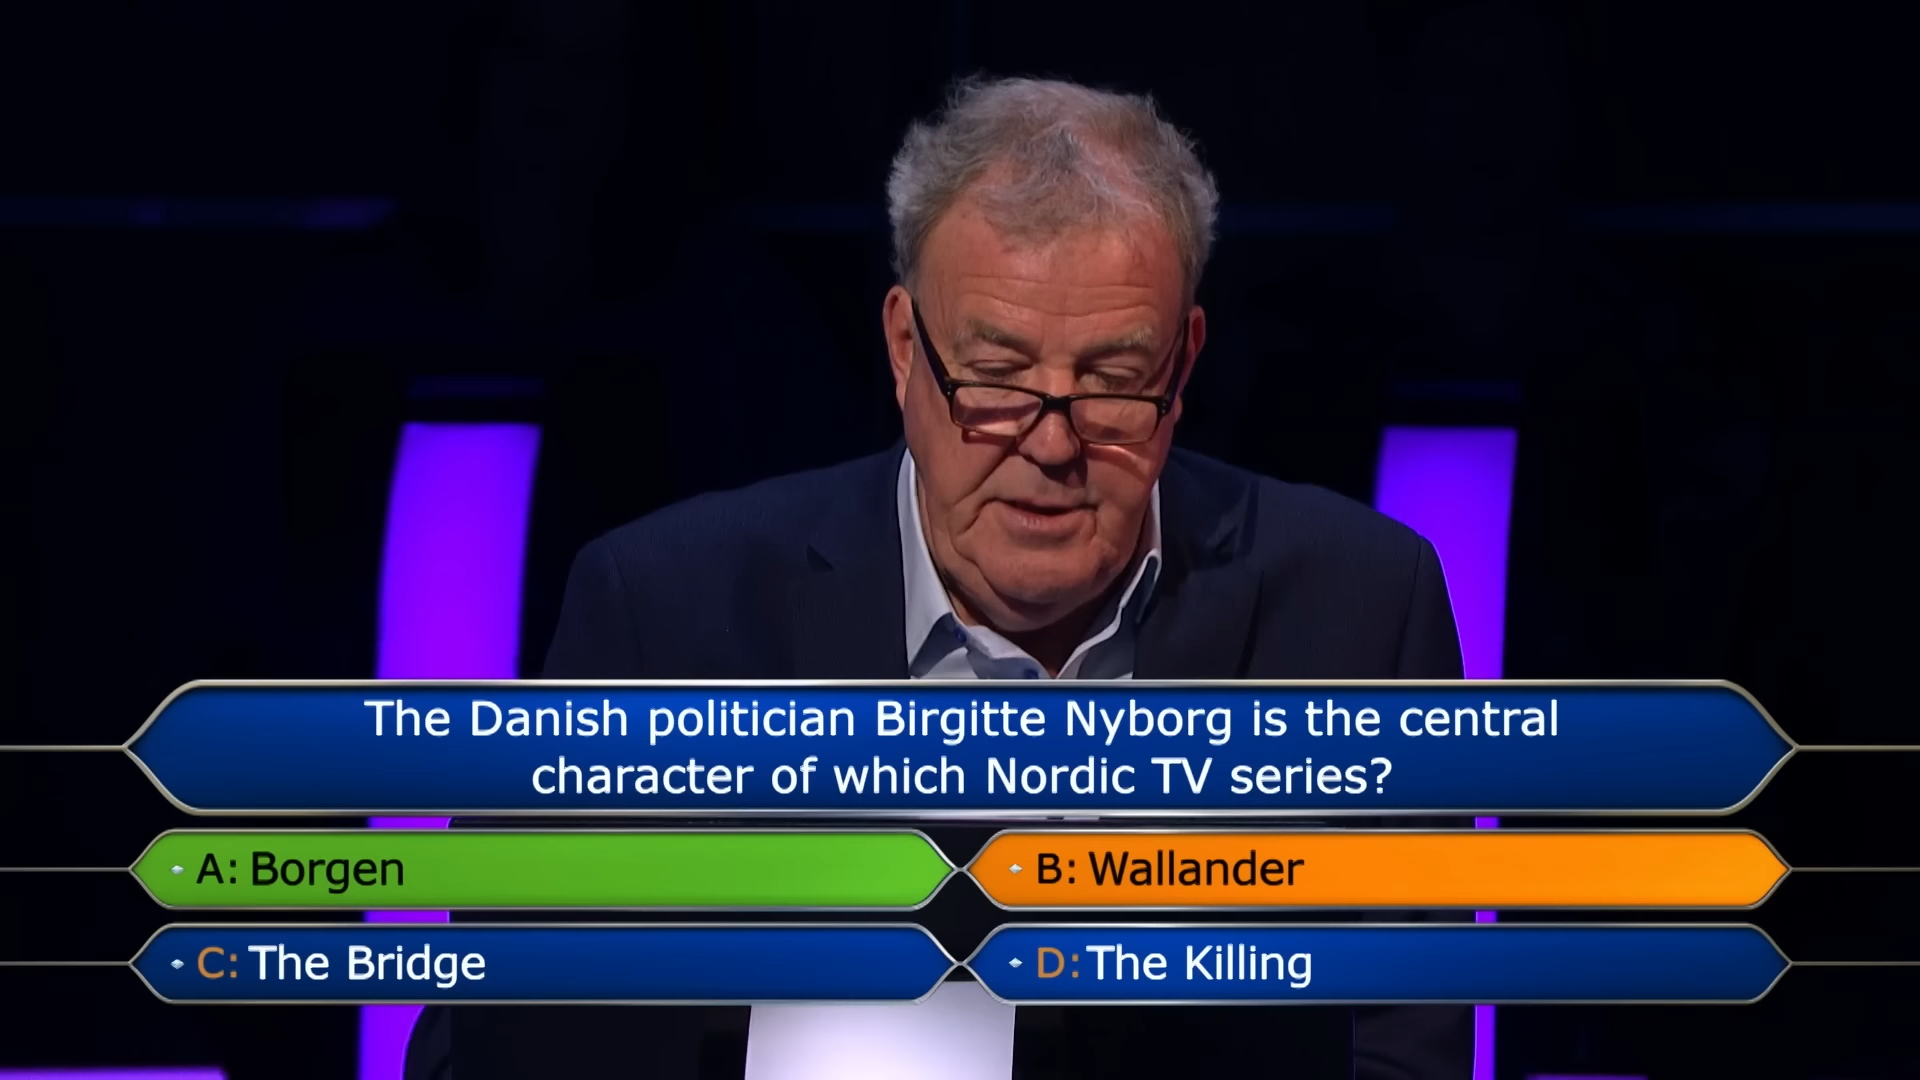 The Danish politician Birgitte Nyborg is the central
character of which Nordic TV series?
A: Borgen
B: Wallander
C: The Bridge
D: The Killing